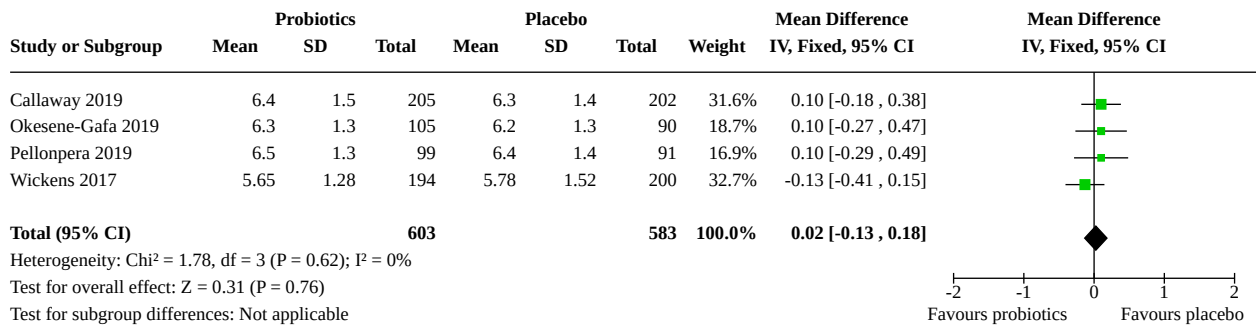 Probiotics Placebo Mean Difference Mean Difference
Study or Subgroup Mean SD Total Mean SD Total Weight IV, Fixed, 95% CI IV, Fixed, 95% CI
Callaway 2019 6.4 1.5 205 6.3 1.4 202 31.6% 0.10 [-0.18 , 0.38]
Okesene-Gafa 2019 6.3 1.3 105 6.2 1.3 90 18.7% 0.10 [-0.27 , 0.47]
Pellonpera 2019 6.5 1.3 99 6.4 1.4 91 16.9% 0.10 [-0.29 , 0.49]
Wickens 2017 5.65 1.28 194 5.78 1.52 200 32.7% -0.13 [-0.41 , 0.15]
Total (95% CI) 603 583 100.0% 0.02 [-0.13 , 0.18]
Heterogeneity: Chi² = 1.78, df = 3 (P = 0.62); I² = 0%
Test for overall effect: Z = 0.31 (P = 0.76) -2 -1 0 1 2
Test for subgroup differences: Not applicable Favours probiotics Favours placebo